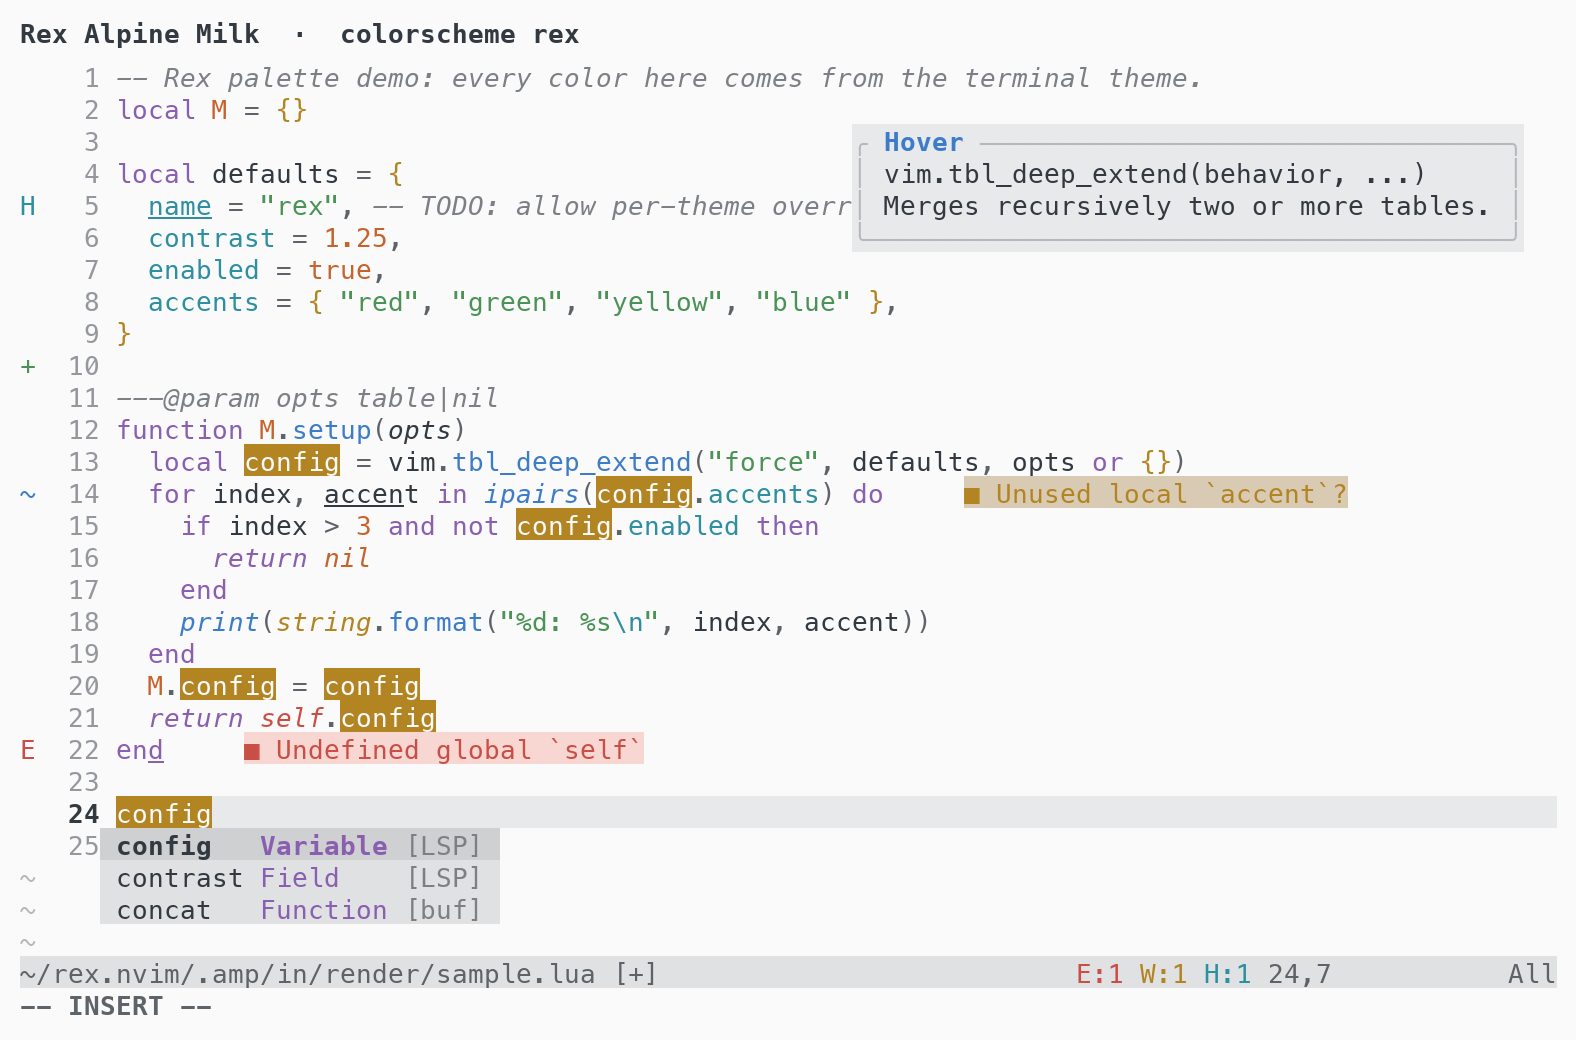 Rex Alpine Milk  ·  colorscheme rex
     1 -- Rex palette demo: every color here comes from the terminal theme.
     2 local M = {}
     3
     4 local defaults = {
H    5   name = "rex", -- TODO: allow per-theme overr
     6   contrast = 1.25,
     7   enabled = true,
     8   accents = { "red", "green", "yellow", "blue" },
     9 }
+   10
    11 ---@param opts table|nil
    12 function M.setup(opts)
    13   local config = vim.tbl_deep_extend("force", defaults, opts or {})
~   14   for index, accent in ipairs(config.accents) do     ■ Unused local `accent`?
    15     if index > 3 and not config.enabled then
    16       return nil
    17     end
    18     print(string.format("%d: %s\n", index, accent))
    19   end
    20   M.config = config
    21   return self.config
E   22 end     ■ Undefined global `self`
    23
    24 config
    25 config   Variable [LSP]
~      contrast Field    [LSP]
~      concat   Function [buf]
~
Hover
vim.tbl_deep_extend(behavior, ...)
Merges recursively two or more tables.
~/rex.nvim/.amp/in/render/sample.lua [+]                          E:1 W:1 H:1 24,7           All
-- INSERT --